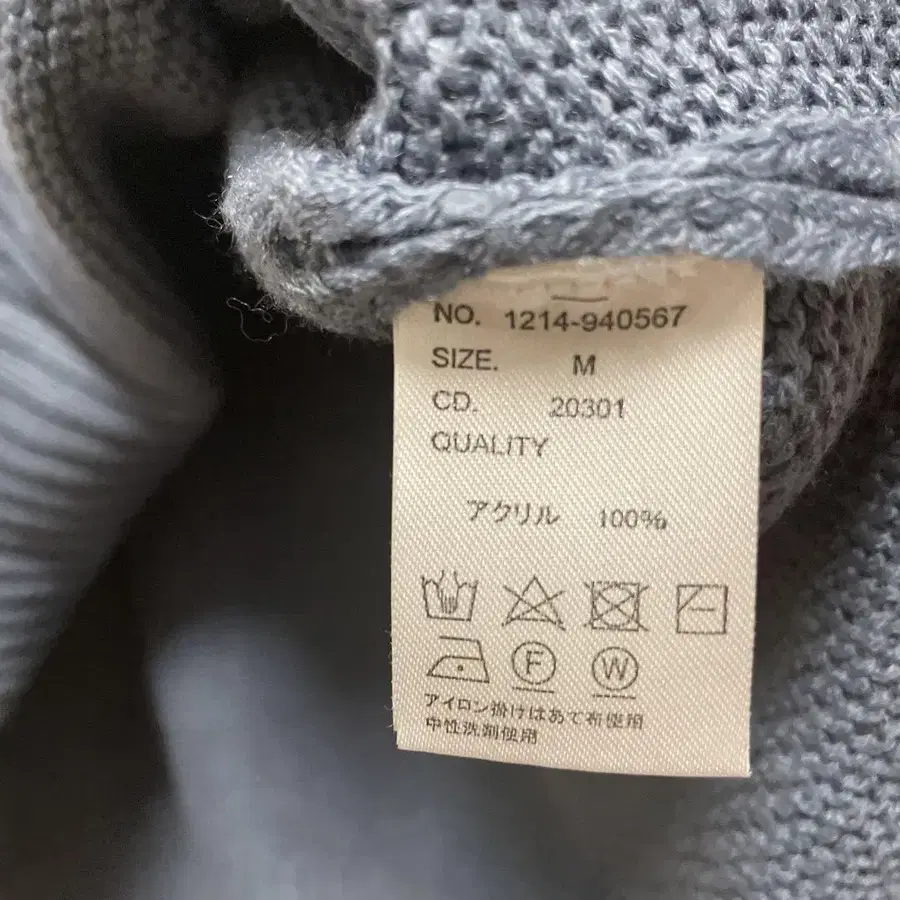 NO. 1214-940567
SIZE. M
CD. 20301
QUALITY
アクリル 100%
F W
アイロン掛けはあて布使用
中性洗剤使用